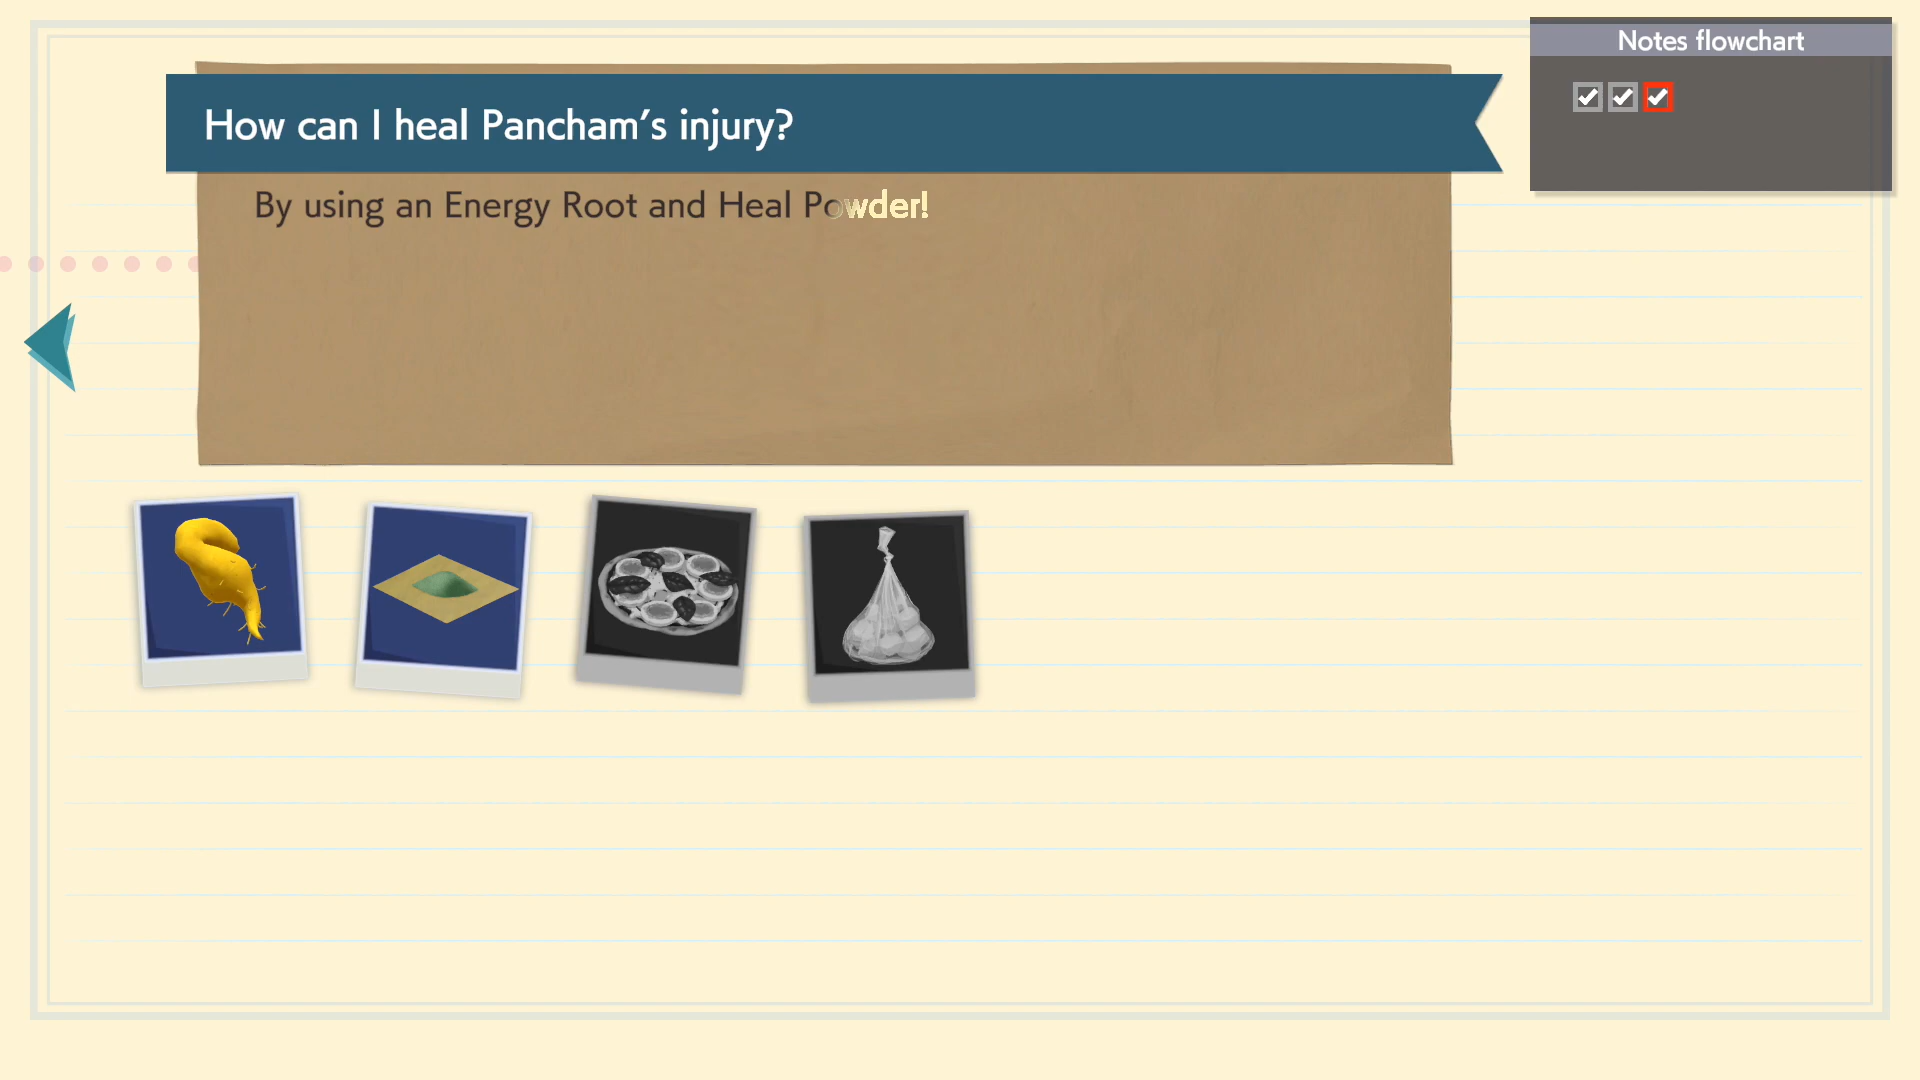 Notes flowchart
How can I heal Pancham's injury?
By using an Energy Root and Heal Powder!